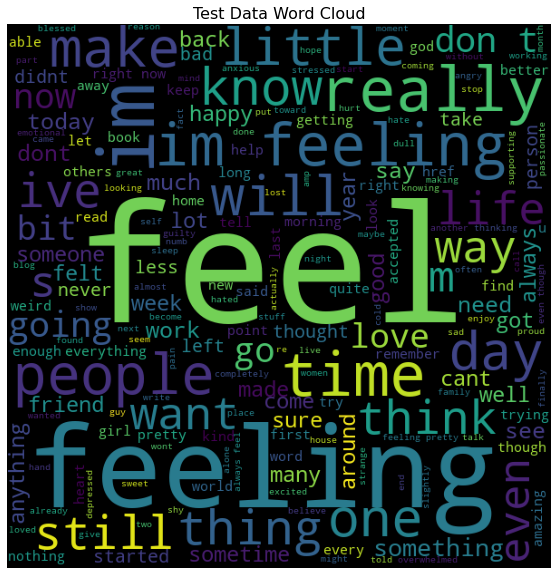 Test Data Word Cloud
able
blessed
reason
make
little
back
bad
god
don t
moment
month
part
hope
anxious
stressed
start
coming
without
working
didnt
right now
away
mind
keep
know
really
angry
better
now
im
happy
hurt
stop
today
let
book
emotional
came
fact
put
toward
hate
getting
take
person
passionate
dont
others
help
im feeling
done
dull
supporting
ive
much
will
long
amp
say
href
making
knowing
great
looking
home
year
right
life
bit
read
lot
self
guilty
tell
morning
look
another
thinking
someone
felt
numb
sleep
last
lost
maybe
feel
way
always
blog
less
new
night
good
accepted
m
often
find
call
even though
s
never
almost
hated
said
actually
quite
cold
need
got
enjoy
proud
weird
week
show
become
stuff
point
thought
love
sad
going
work
next
seem
left
go
re
live
remember
cant
well
enough
everything
found
pain
completely
women
time
day
finally
people
made
come
try
family
trying
friend
want
wanted
guy
write
place
sure
think
see
though
girl
pretty
kind
first
house
around
feeling pretty
talk
anything
hand
heart
sweet
wont
alone
always feel
word
many
strange
end
slightly
even
amazing
depressed
world
excited
feeling
already
loved
give
two
shy
believe
one
still
thing
every
something
nothing
started
sometime
might
told
overwhelmed